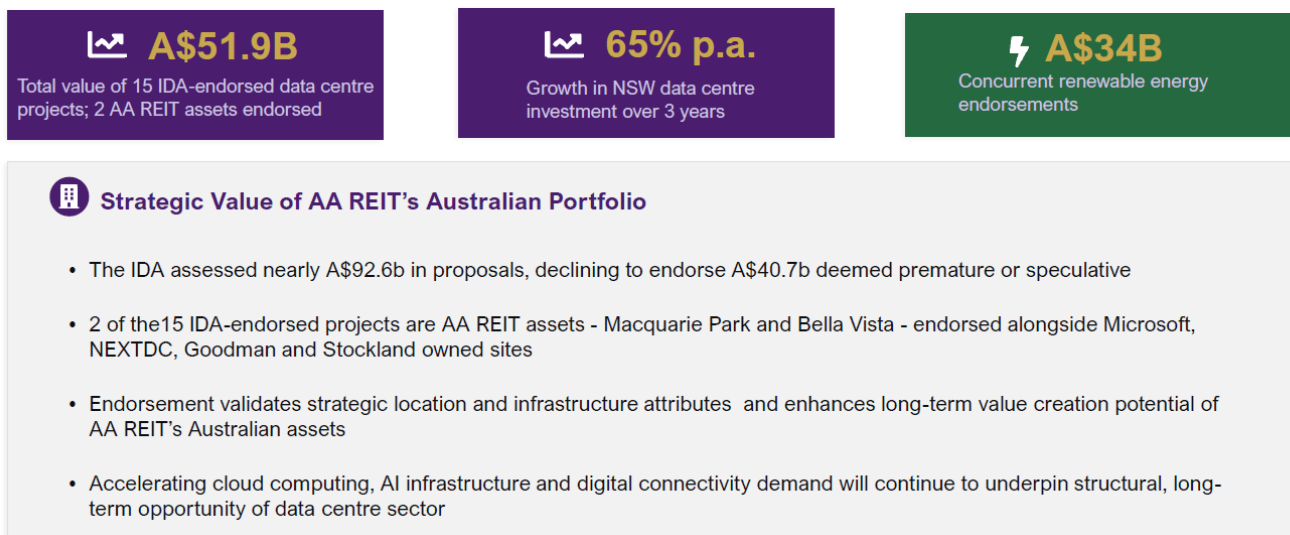 A$51.9B
Total value of 15 IDA-endorsed data centre
projects; 2 AA REIT assets endorsed
65% p.a.
Growth in NSW data centre
investment over 3 years
A$34B
Concurrent renewable energy
endorsements
Strategic Value of AA REIT’s Australian Portfolio
• The IDA assessed nearly A$92.6b in proposals, declining to endorse A$40.7b deemed premature or speculative
• 2 of the15 IDA-endorsed projects are AA REIT assets - Macquarie Park and Bella Vista - endorsed alongside Microsoft,
NEXTDC, Goodman and Stockland owned sites
• Endorsement validates strategic location and infrastructure attributes  and enhances long-term value creation potential of
AA REIT’s Australian assets
• Accelerating cloud computing, AI infrastructure and digital connectivity demand will continue to underpin structural, long-
term opportunity of data centre sector